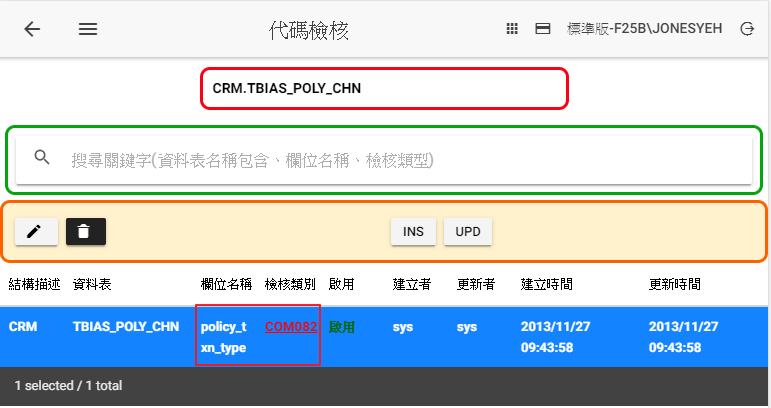 代碼檢核
標準版-F25B\JONESYEH
CRM.TBIAS_POLY_CHN
搜尋關鍵字(資料表名稱包含、欄位名稱、檢核類型)
INS UPD
結構描述 資料表 欄位名稱 檢核類別 啟用 建立者 更新者 建立時間 更新時間
CRM TBIAS_POLY_CHN policy_t COM082 啟用 sys sys 2013/11/27 2013/11/27
xn_type 09:43:58 09:43:58
1 selected / 1 total